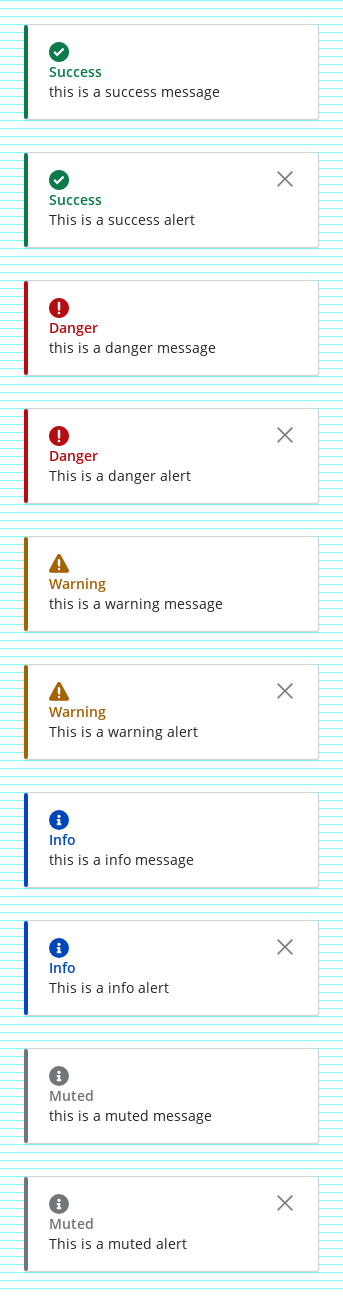 Success
this is a success message
Success
This is a success alert
Danger
this is a danger message
Danger
This is a danger alert
Warning
this is a warning message
Warning
This is a warning alert
Info
this is a info message
Info
This is a info alert
Muted
this is a muted message
Muted
This is a muted alert